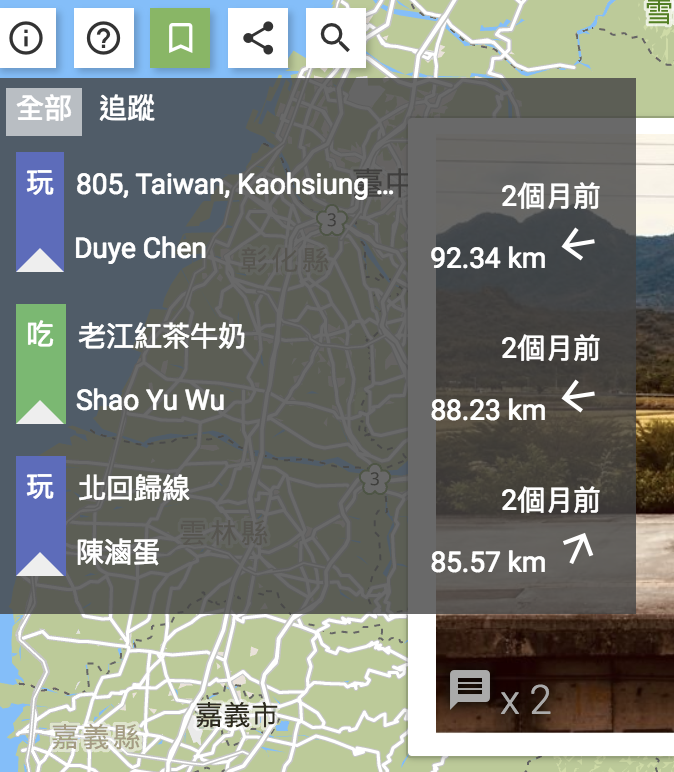 雪
全部 追蹤
玩 805, Taiwan, Kaohsiung ... 2個月前
Duye Chen 92.34 km
臺中
3
彰化縣
吃 老江紅茶牛奶 2個月前
Shao Yu Wu 88.23 km
玩 北回歸線 2個月前
3
陳滷蛋 85.57 km
雲林縣
x 2
嘉義市
嘉義縣